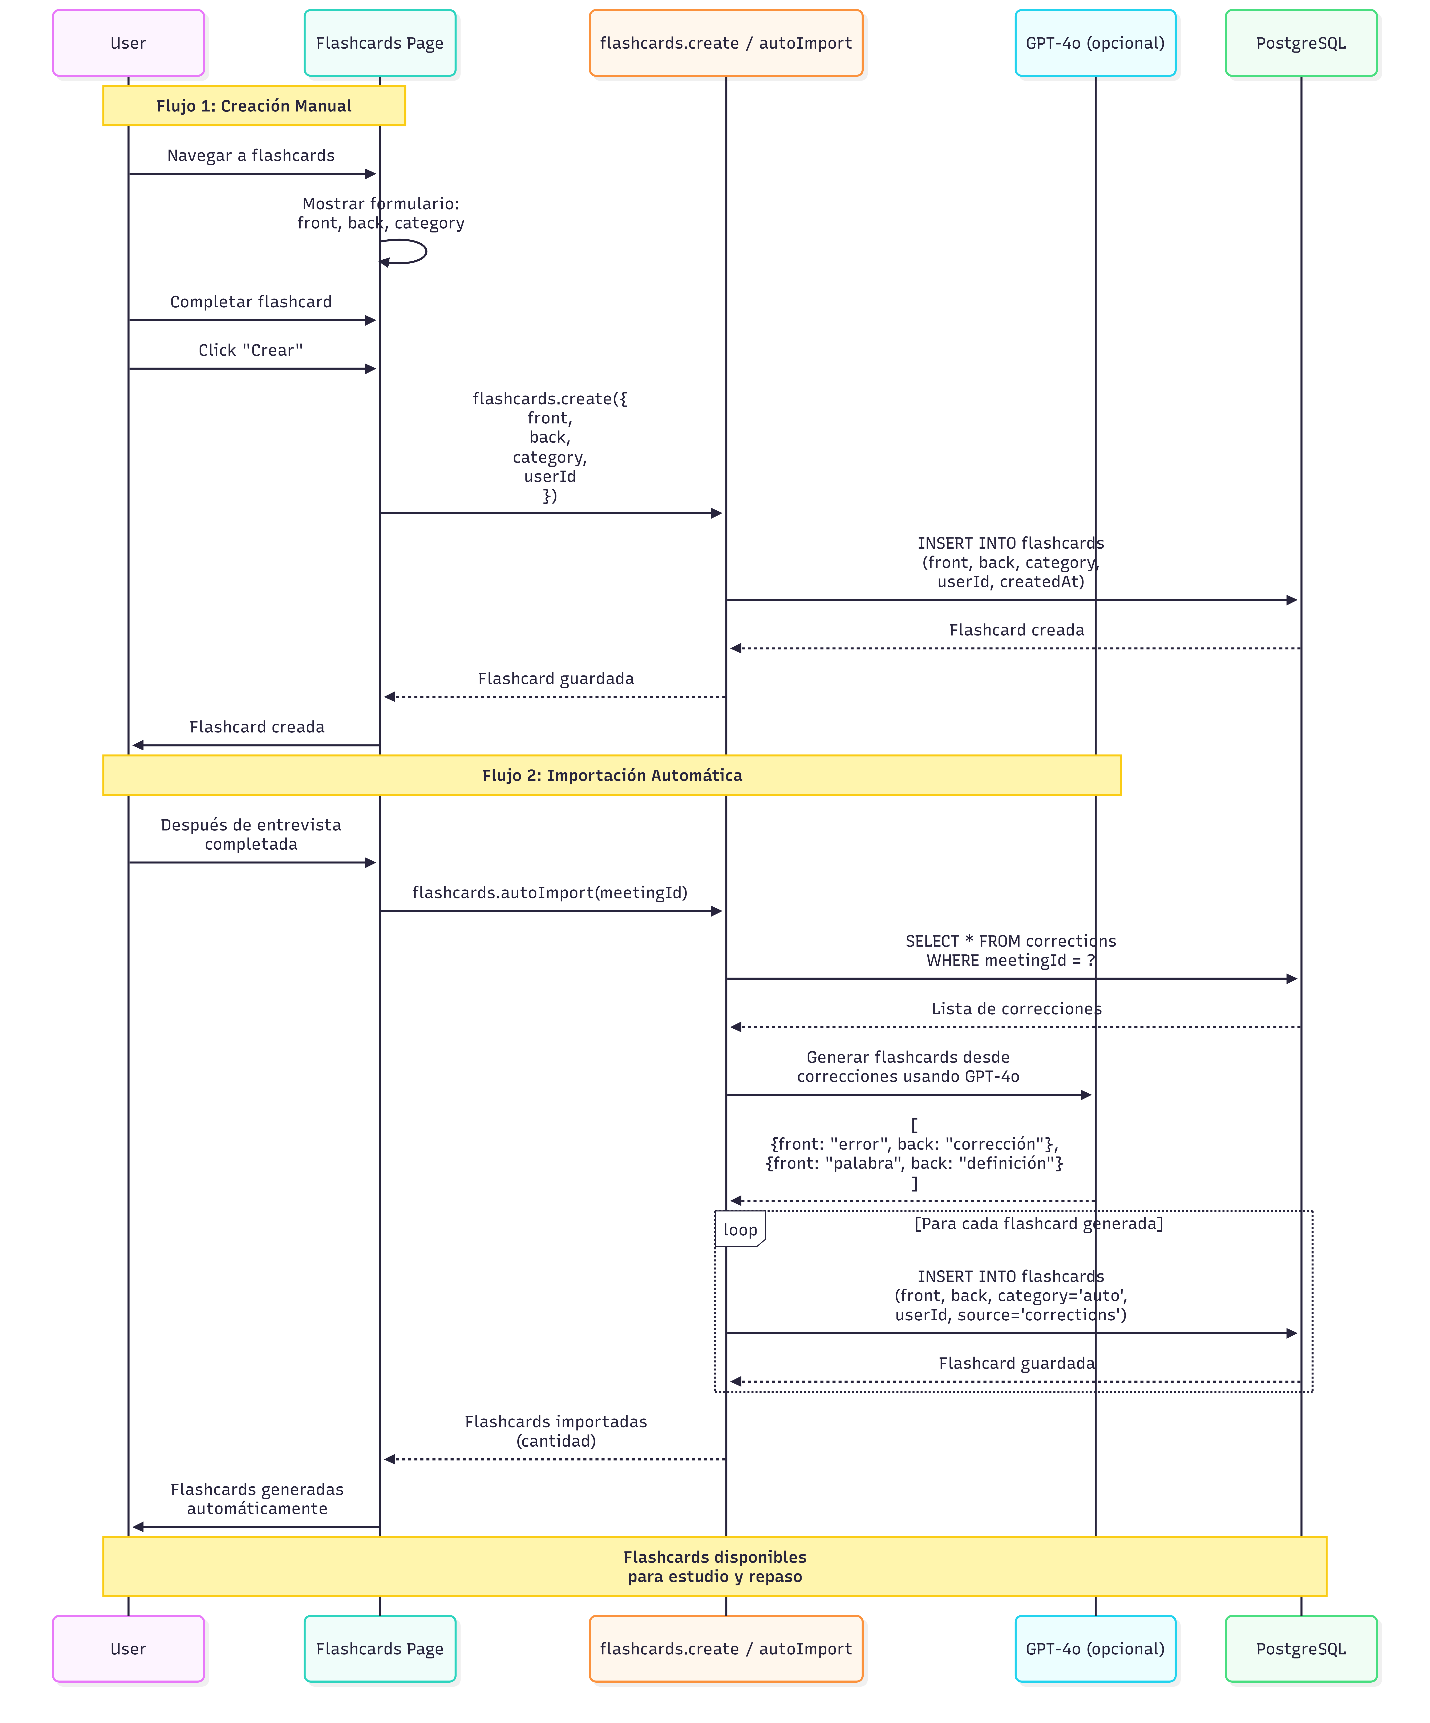 User
Flashcards Page
flashcards.create / autoImport
GPT-4o (opcional)
PostgreSQL
Flujo 1: Creación Manual
Navegar a flashcards
Mostrar formulario:
front, back, category
Completar flashcard
Click "Crear"
flashcards.create({
front,
back,
category,
userId
})
INSERT INTO flashcards
(front, back, category,
userId, createdAt)
Flashcard creada
Flashcard guardada
Flashcard creada
Flujo 2: Importación Automática
Después de entrevista
completada
flashcards.autoImport(meetingId)
SELECT * FROM corrections
WHERE meetingId = ?
Lista de correcciones
Generar flashcards desde
correcciones usando GPT-4o
[
{front: "error", back: "corrección"},
{front: "palabra", back: "definición"}
]
loop
[Para cada flashcard generada]
INSERT INTO flashcards
(front, back, category='auto',
userId, source='corrections')
Flashcard guardada
Flashcards importadas
(cantidad)
Flashcards generadas
automáticamente
Flashcards disponibles
para estudio y repaso
User
Flashcards Page
flashcards.create / autoImport
GPT-4o (opcional)
PostgreSQL